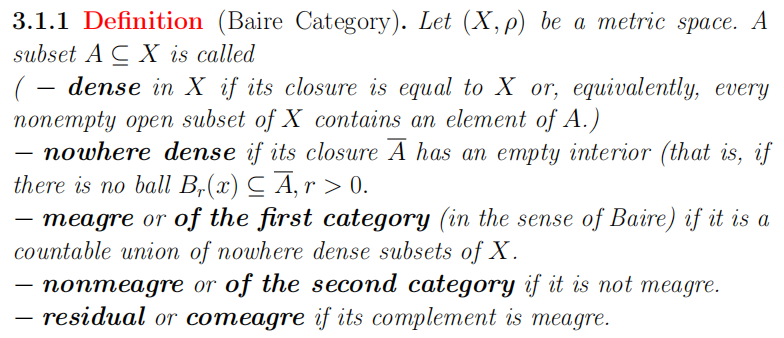 3.1.1 Definition (Baire Category). Let (X, ρ) be a metric space. A
subset A ⊆ X is called
( – dense in X if its closure is equal to X or, equivalently, every
nonempty open subset of X contains an element of A.)
– nowhere dense if its closure A̅ has an empty interior (that is, if
there is no ball Bᵣ(x) ⊆ A̅, r > 0.
– meagre or of the first category (in the sense of Baire) if it is a
countable union of nowhere dense subsets of X.
– nonmeagre or of the second category if it is not meagre.
– residual or comeagre if its complement is meagre.